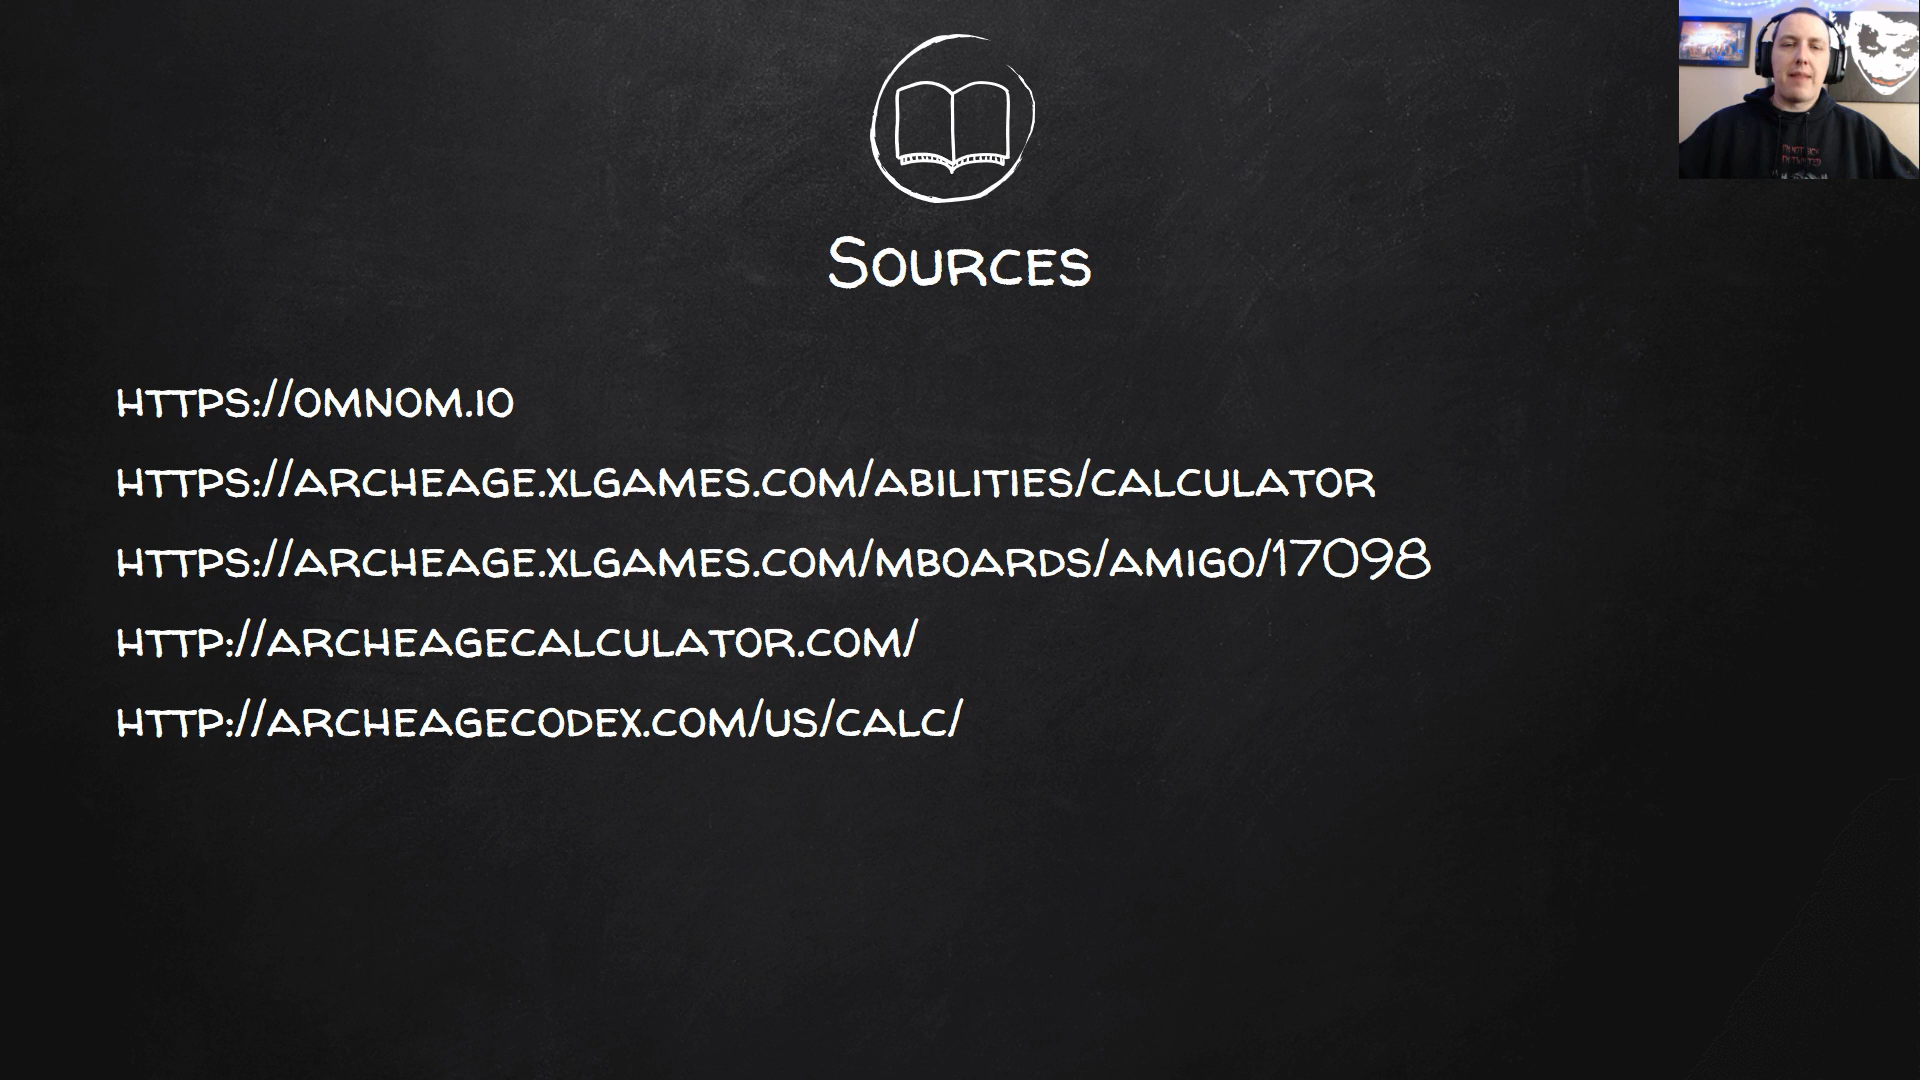 Sources
https://omnom.io
https://archeage.xlgames.com/abilities/calculator
https://archeage.xlgames.com/mboards/amigo/17098
http://archeagecalculator.com/
http://archeagecodex.com/us/calc/